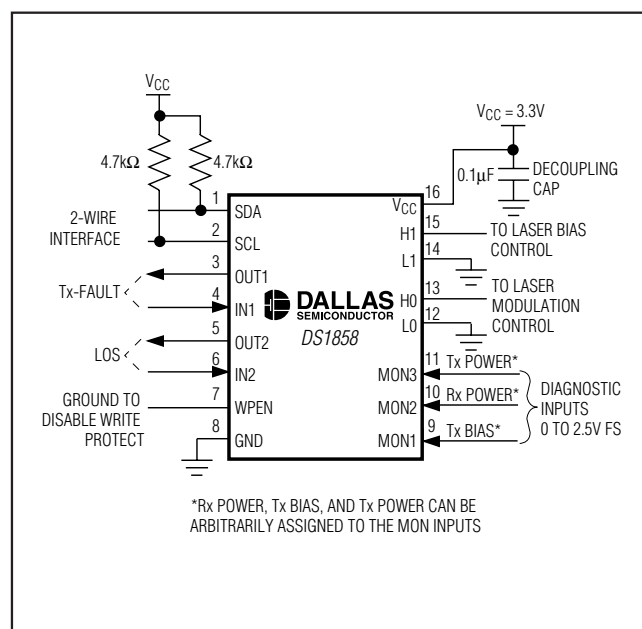 VCC
4.7kΩ
4.7kΩ
2-WIRE
INTERFACE
Tx-FAULT
LOS
GROUND TO
DISABLE WRITE
PROTECT
1
2
3
4
5
6
7
8
SDA
SCL
OUT1
IN1
OUT2
IN2
WPEN
GND
DALLAS
SEMICONDUCTOR
DS1858
VCC
H1
L1
H0
L0
MON3
MON2
MON1
16
15
14
13
12
11
10
9
VCC = 3.3V
0.1µF
DECOUPLING
CAP
TO LASER BIAS
CONTROL
TO LASER
MODULATION
CONTROL
Tx POWER*
Rx POWER*
Tx BIAS*
DIAGNOSTIC
INPUTS
0 TO 2.5V FS
*Rx POWER, Tx BIAS, AND Tx POWER CAN BE
ARBITRARILY ASSIGNED TO THE MON INPUTS